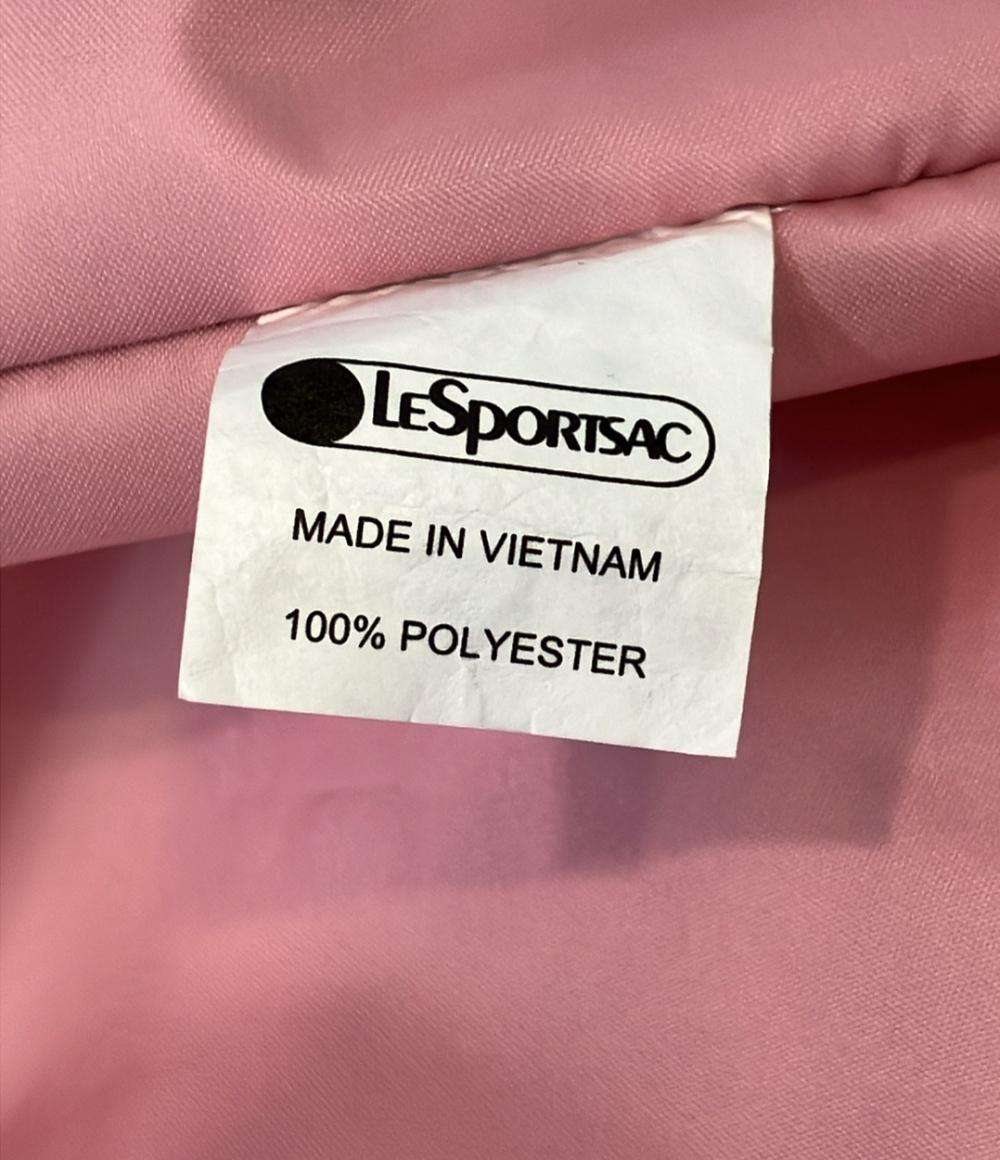 LESPORTSAC
MADE IN VIETNAM
100% POLYESTER